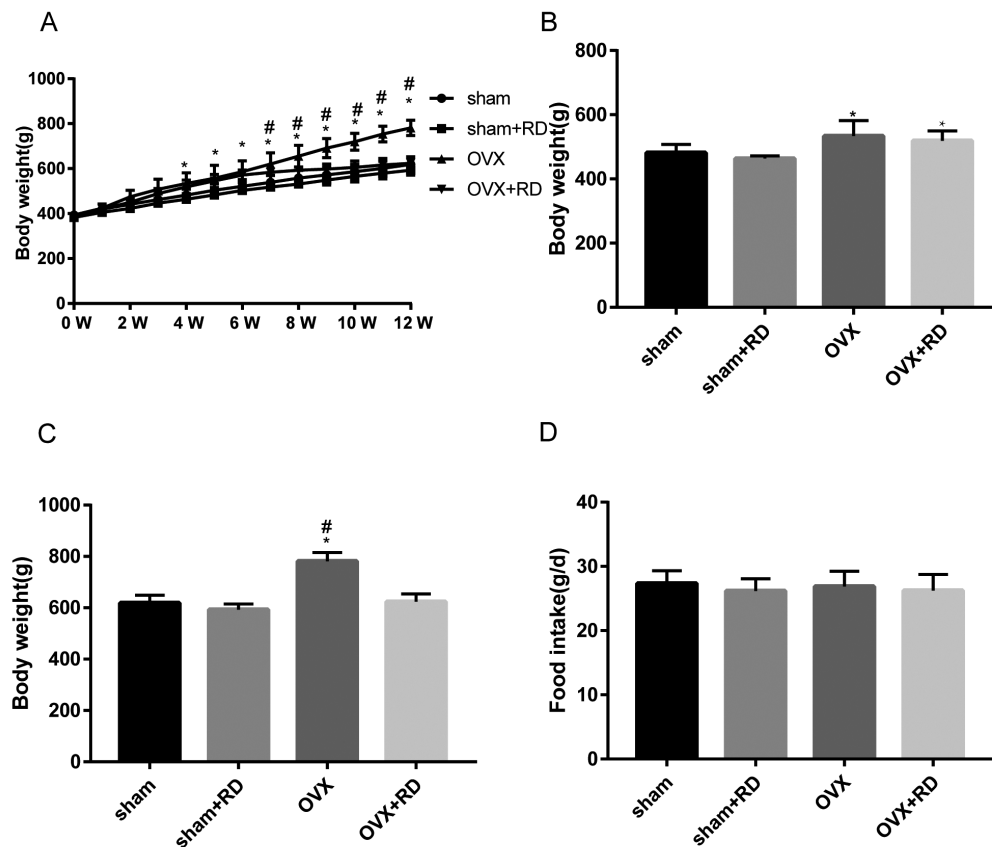 A
Body weight(g)
1000
800
600
400
200
0
0 W 2 W 4 W 6 W 8 W 10 W 12 W
* * * # * # * # * # * # * # *
sham
sham+RD
OVX
OVX+RD
B
Body weight(g)
800
600
400
200
0
* *
sham sham+RD OVX OVX+RD
C
Body weight(g)
1000
800
600
400
200
0
#
*
sham sham+RD OVX OVX+RD
D
Food intake(g/d)
40
30
20
10
0
sham sham+RD OVX OVX+RD